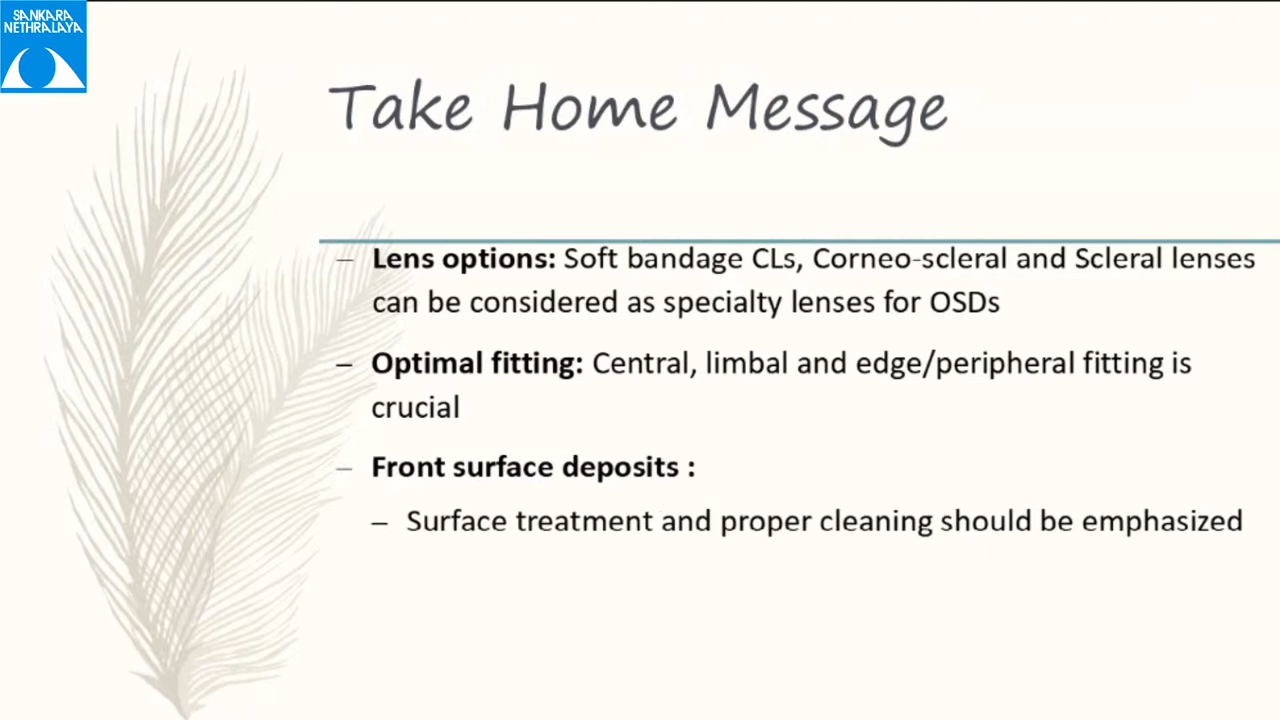 SANKARA
NETHRALAYA
Take Home Message
– Lens options: Soft bandage CLs, Corneo-scleral and Scleral lenses
can be considered as specialty lenses for OSDs
– Optimal fitting: Central, limbal and edge/peripheral fitting is
crucial
– Front surface deposits :
– Surface treatment and proper cleaning should be emphasized